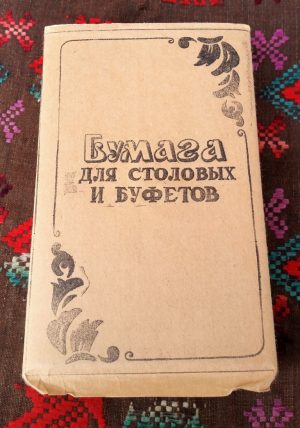 Бумага
для столовых
и буфетов